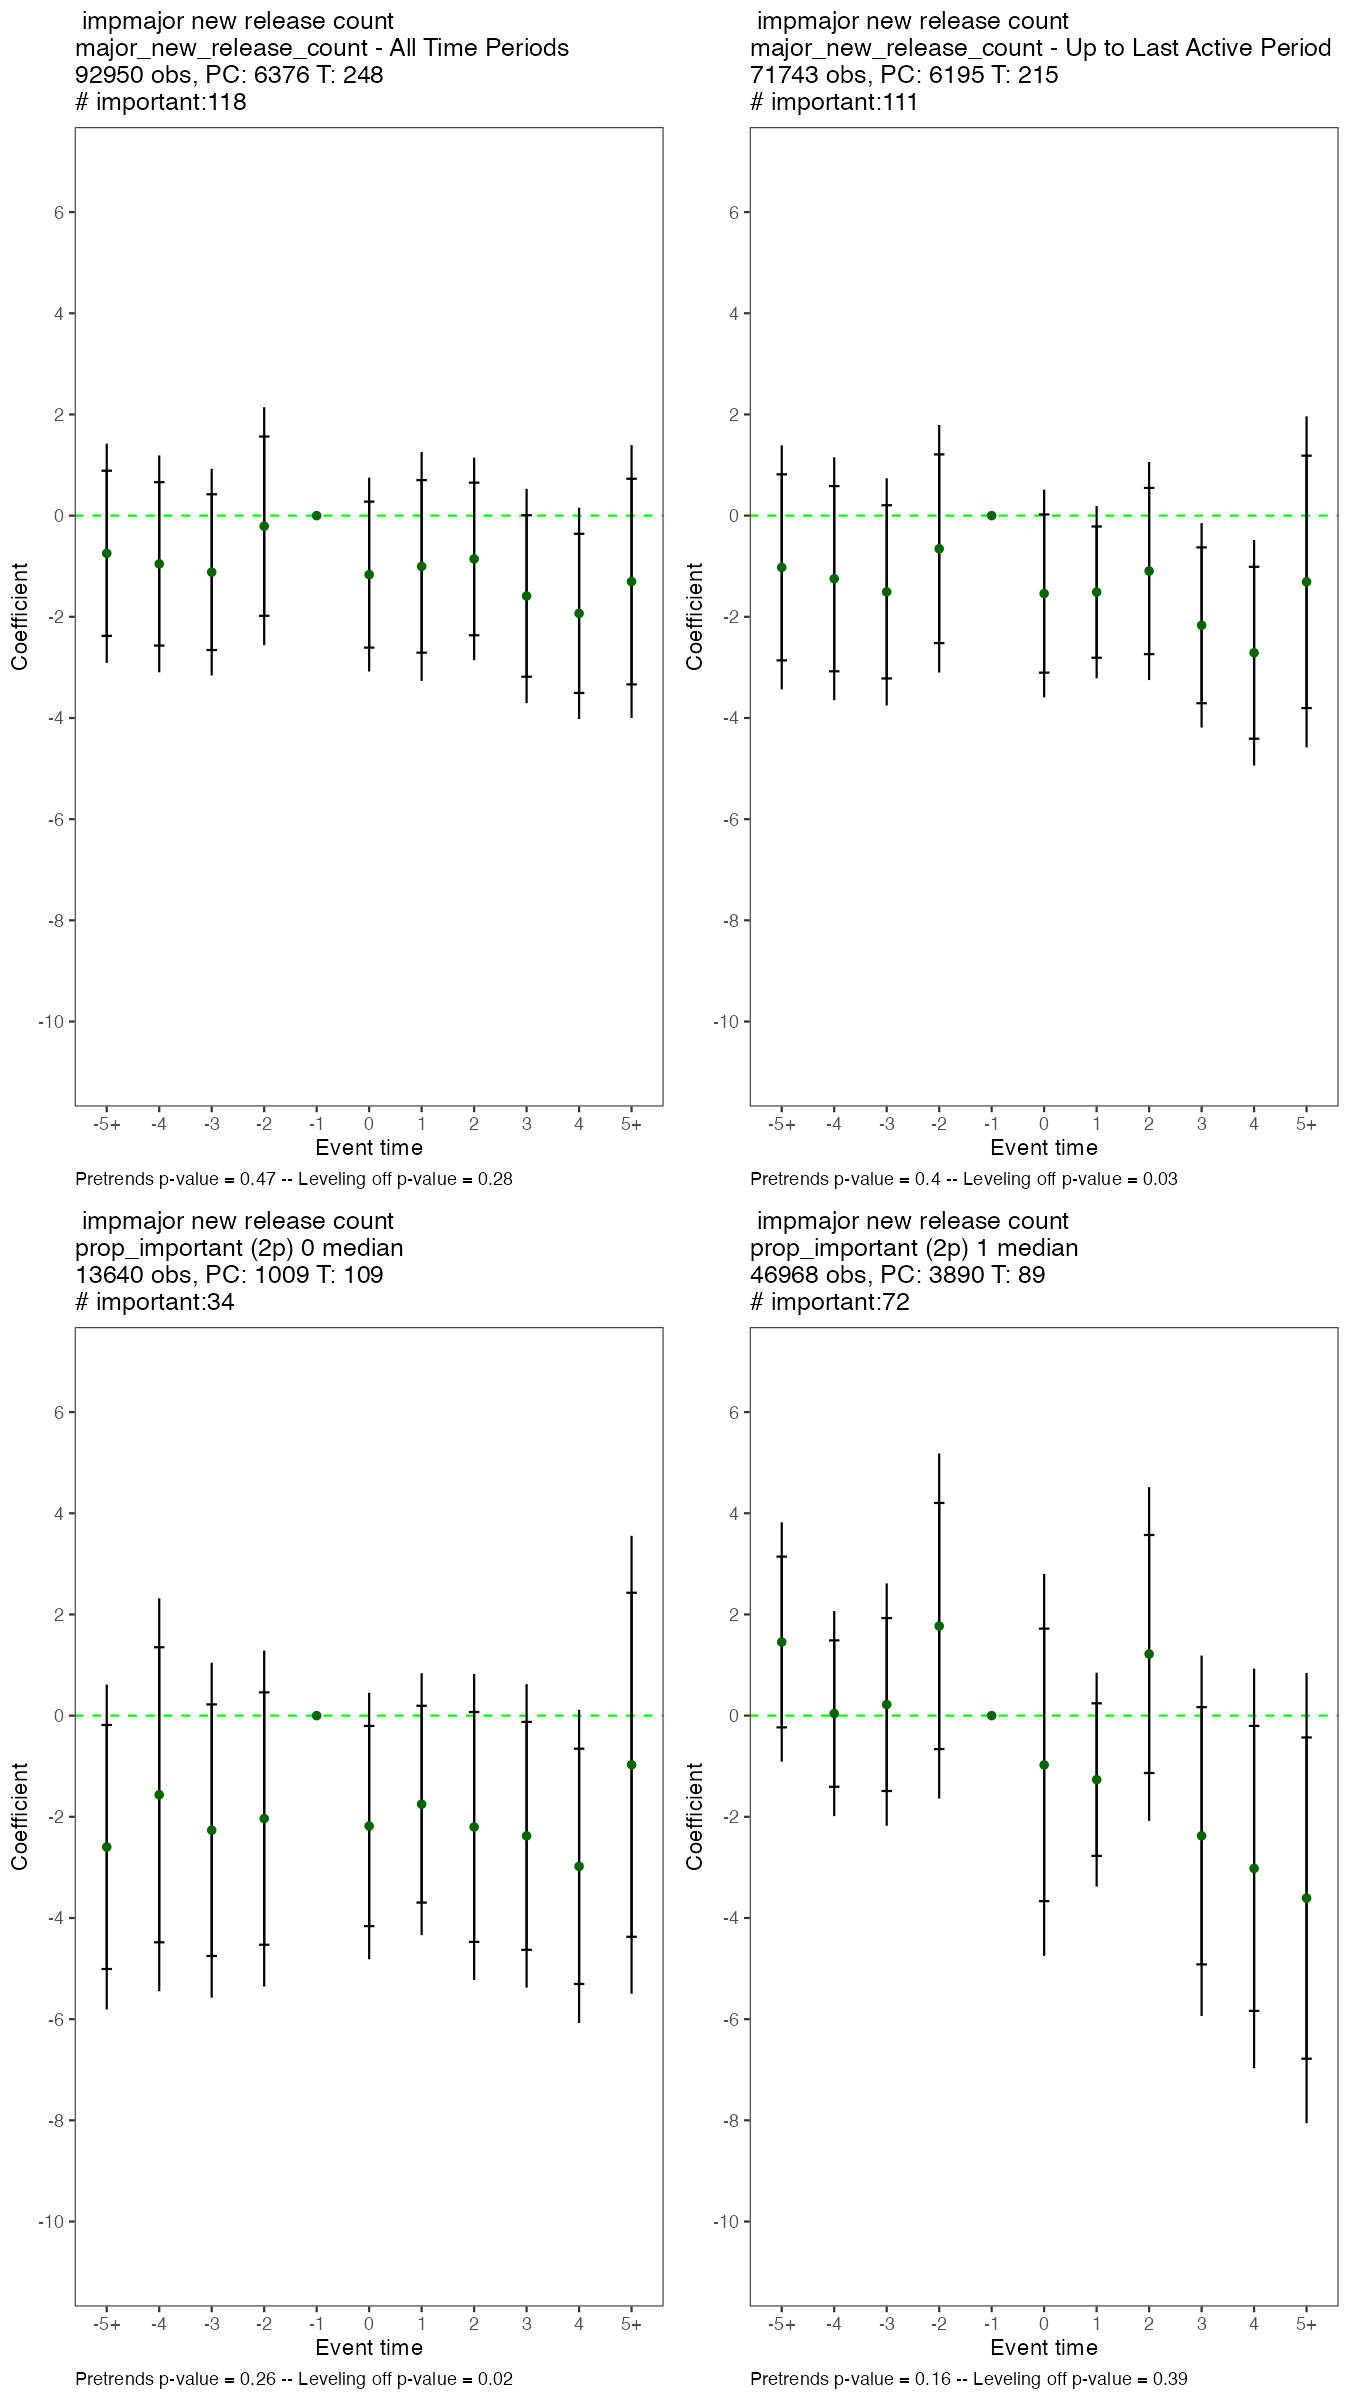 impmajor new release count
major_new_release_count - All Time Periods
92950 obs, PC: 6376 T: 248
# important:118
6
4
2
0
-2
-4
-6
-8
-10
Coefficient
-5+ -4 -3 -2 -1 0 1 2 3 4 5+
Event time
Pretrends p-value = 0.47 -- Leveling off p-value = 0.28
impmajor new release count
major_new_release_count - Up to Last Active Period
71743 obs, PC: 6195 T: 215
# important:111
6
4
2
0
-2
-4
-6
-8
-10
Coefficient
-5+ -4 -3 -2 -1 0 1 2 3 4 5+
Event time
Pretrends p-value = 0.4 -- Leveling off p-value = 0.03
impmajor new release count
prop_important (2p) 0 median
13640 obs, PC: 1009 T: 109
# important:34
6
4
2
0
-2
-4
-6
-8
-10
Coefficient
-5+ -4 -3 -2 -1 0 1 2 3 4 5+
Event time
Pretrends p-value = 0.26 -- Leveling off p-value = 0.02
impmajor new release count
prop_important (2p) 1 median
46968 obs, PC: 3890 T: 89
# important:72
6
4
2
0
-2
-4
-6
-8
-10
Coefficient
-5+ -4 -3 -2 -1 0 1 2 3 4 5+
Event time
Pretrends p-value = 0.16 -- Leveling off p-value = 0.39